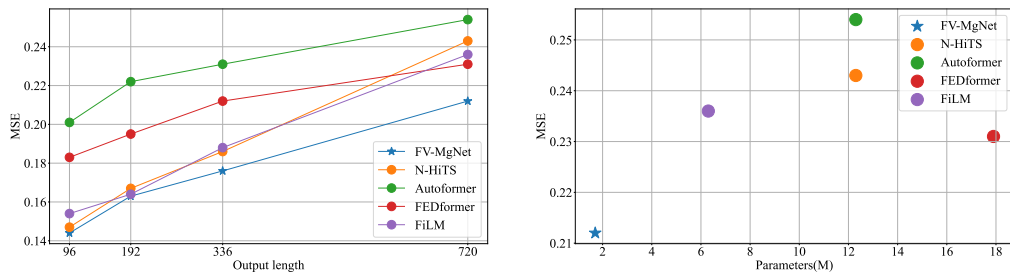 MSE
0.24
0.22
0.20
0.18
0.16
0.14
96
192
336
720
Output length
FV-MgNet
N-HiTS
Autoformer
FEDformer
FiLM
MSE
0.25
0.24
0.23
0.22
0.21
2
4
6
8
10
12
14
16
18
Parameters(M)
FV-MgNet
N-HiTS
Autoformer
FEDformer
FiLM